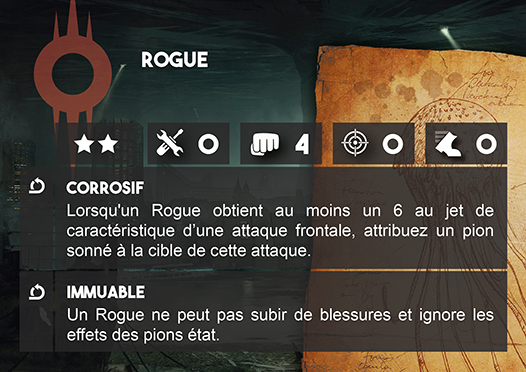 ROGUE
0 4 0 0
CORROSIF
Lorsqu'un Rogue obtient au moins un 6 au jet de
caractéristique d'une attaque frontale, attribuez un pion
sonné à la cible de cette attaque.
IMMUABLE
Un Rogue ne peut pas subir de blessures et ignore les
effets des pions état.